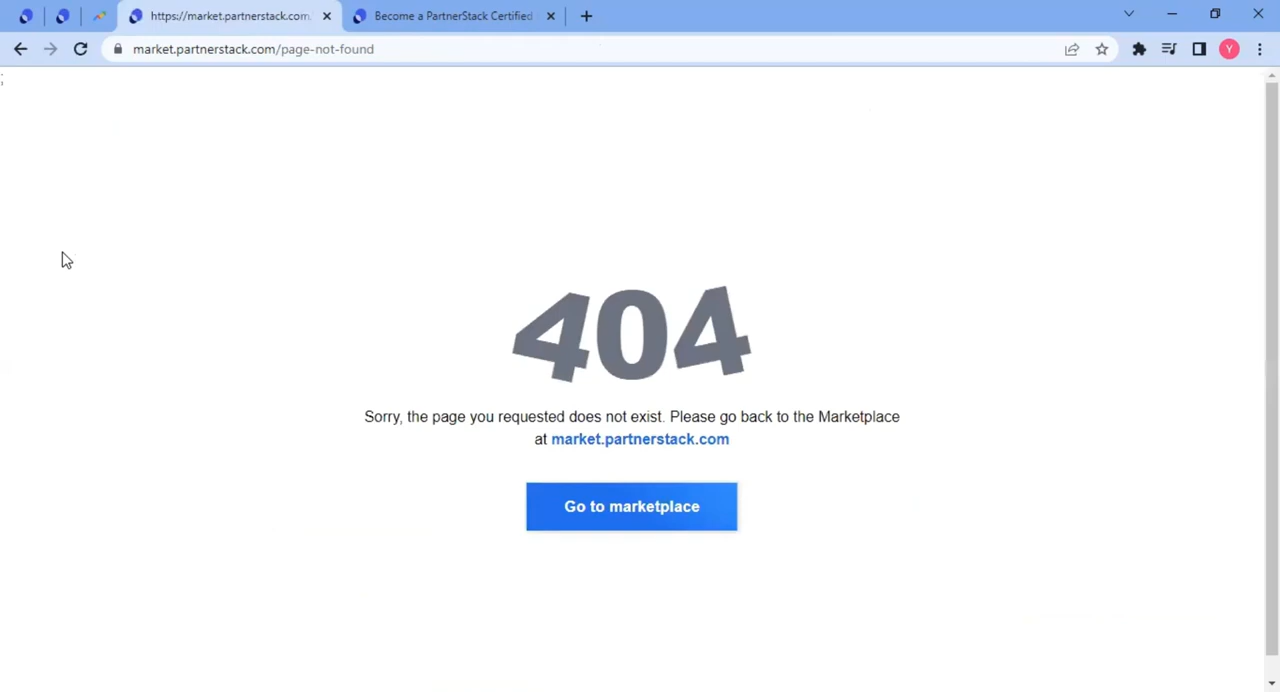 https://market.partnerstack.com.
Become a PartnerStack Certified
market.partnerstack.com/page-not-found
Y
;
404
Sorry, the page you requested does not exist. Please go back to the Marketplace
at market.partnerstack.com
Go to marketplace